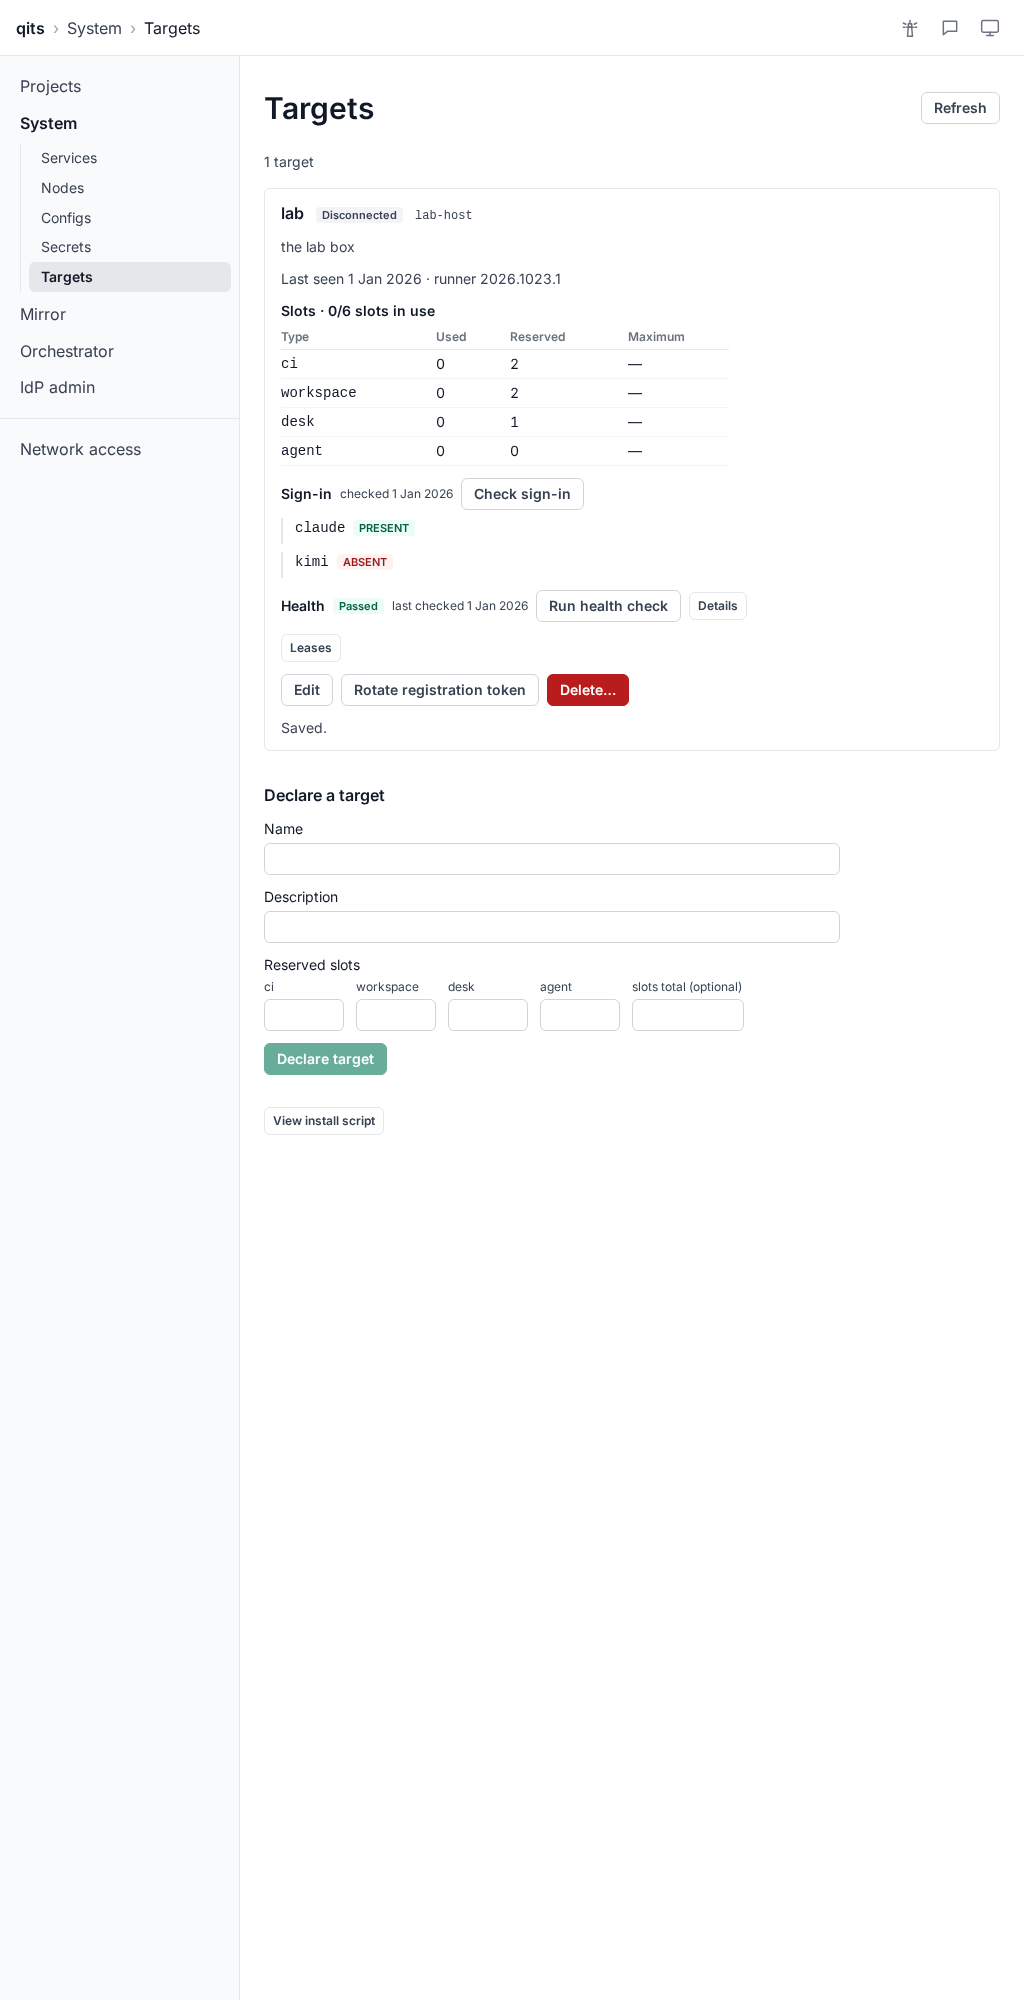 qits › System › Targets
Projects
System
Services
Nodes
Configs
Secrets
Targets
Mirror
Orchestrator
IdP admin
Network access
Targets
Refresh
1 target
lab Disconnected lab-host
the lab box
Last seen 1 Jan 2026 · runner 2026.1023.1
Slots · 0/6 slots in use
Type Used Reserved Maximum
ci 0 2 —
workspace 0 2 —
desk 0 1 —
agent 0 0 —
Sign-in checked 1 Jan 2026 Check sign-in
claude PRESENT
kimi ABSENT
Health Passed last checked 1 Jan 2026 Run health check Details
Leases
Edit Rotate registration token Delete...
Saved.
Declare a target
Name
Description
Reserved slots
ci workspace desk agent slots total (optional)
Declare target
View install script